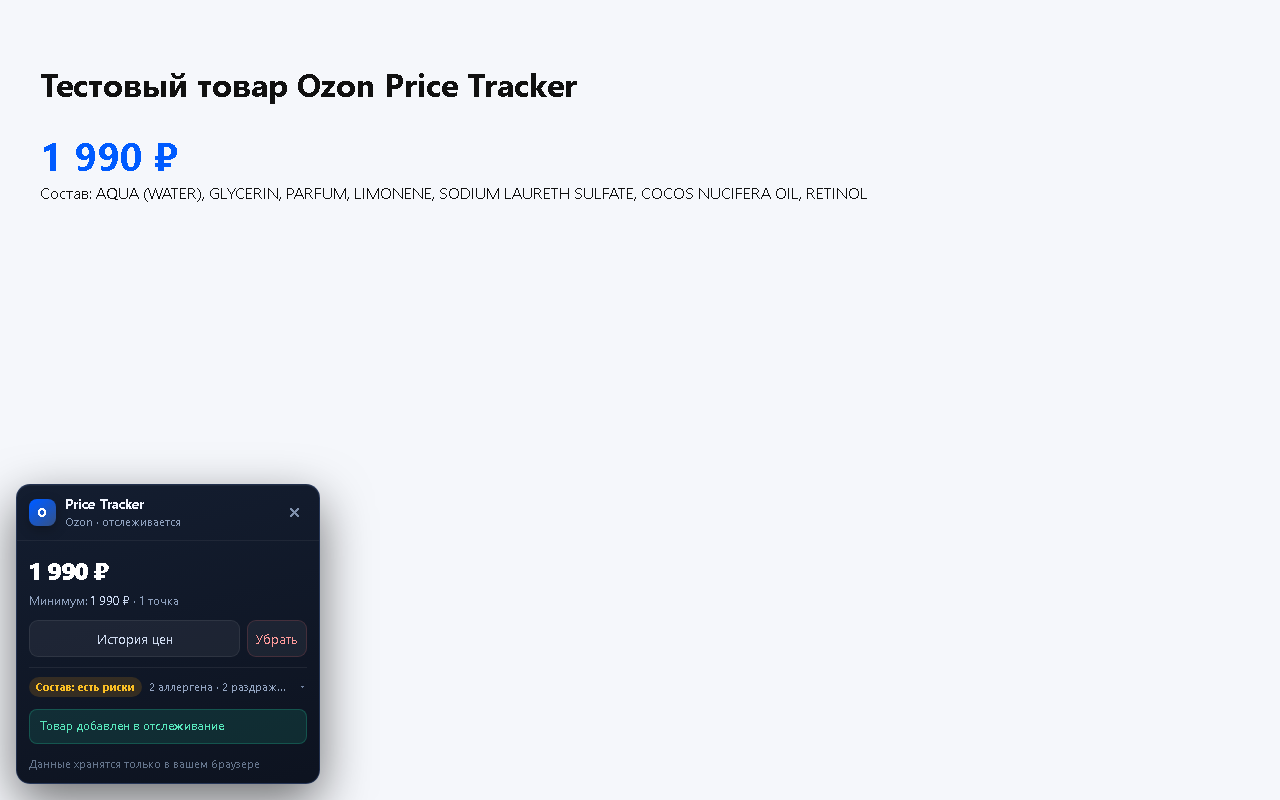 Тестовый товар Ozon Price Tracker
1 990 ₽
Состав: AQUA (WATER), GLYCERIN, PARFUM, LIMONENE, SODIUM LAURETH SULFATE, COCOS NUCIFERA OIL, RETINOL
O
Price Tracker
Ozon · отслеживается
✕
1 990 ₽
Минимум: 1 990 ₽ · 1 точка
История цен
Убрать
Состав: есть риски 2 аллергена · 2 раздраж...
Товар добавлен в отслеживание
Данные хранятся только в вашем браузере